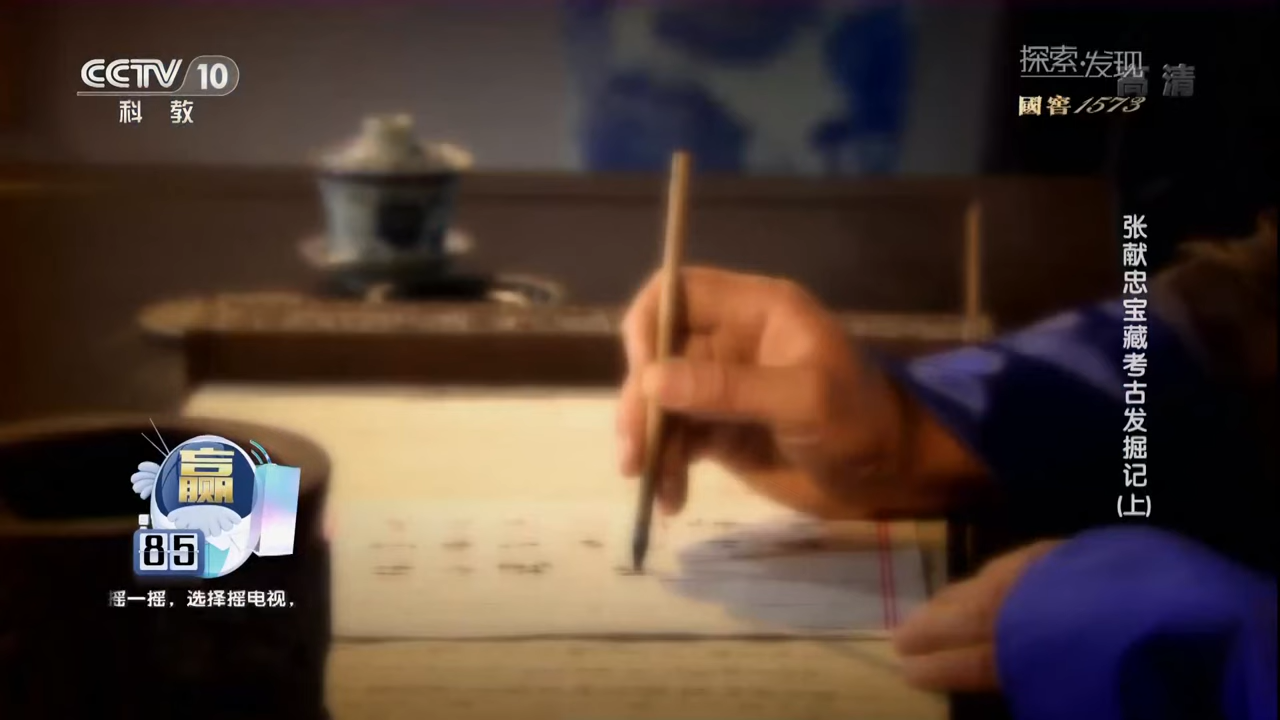 CCTV 10
科 教
探索·发现
高清
國窖1573
张献忠宝藏考古发掘记(上)
赢
85
摇一摇，选择摇电视，